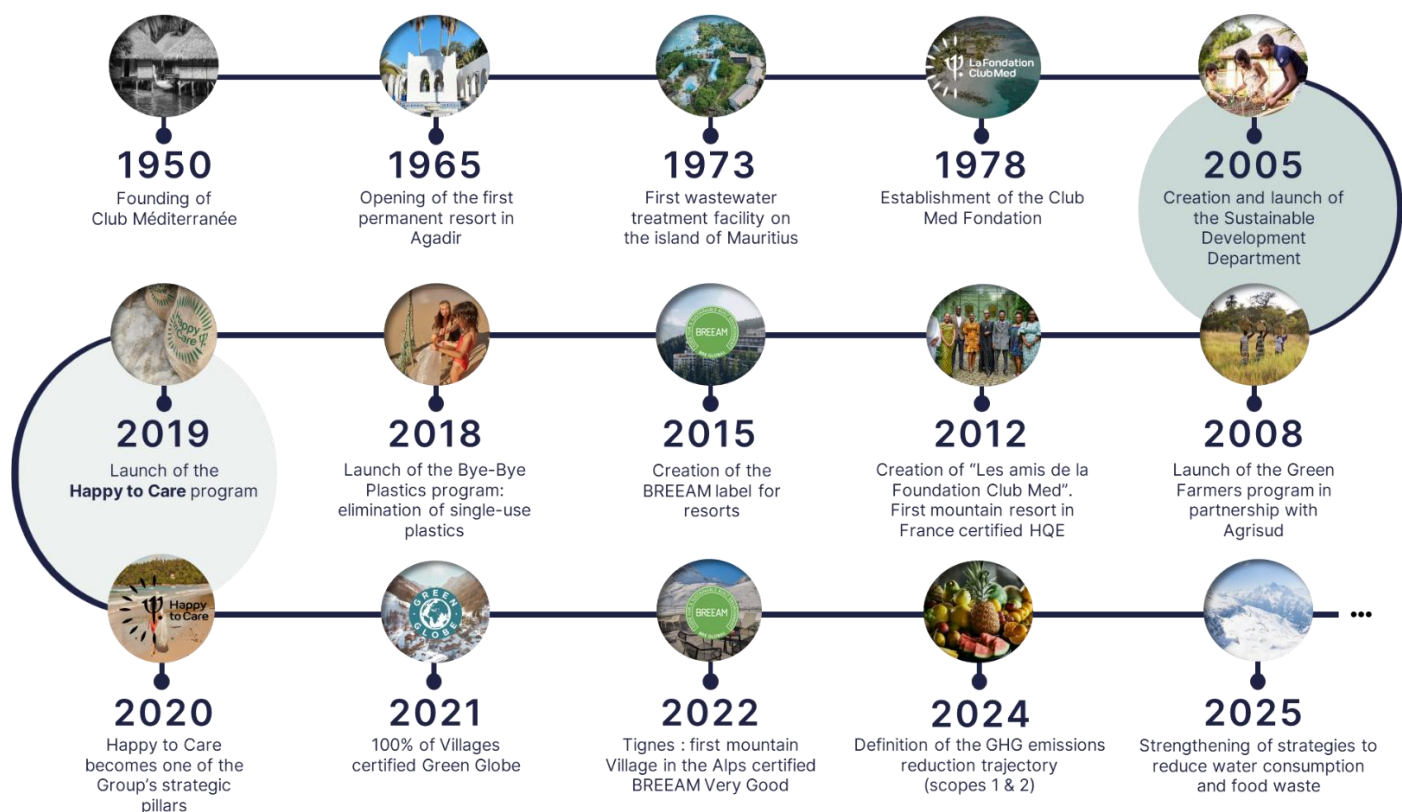 La Fondation
Club Med
1950
Founding of
Club Méditerranée
1965
Opening of the first
permanent resort in
Agadir
1973
First wastewater
treatment facility on
the island of Mauritius
1978
Establishment of the Club
Med Fondation
2005
Creation and launch of
the Sustainable
Development
Department
Happy to
Care
BREEAM
2019
Launch of the
Happy to Care program
2018
Launch of the Bye-Bye
Plastics program:
elimination of single-use
plastics
2015
Creation of the
BREEAM label for
resorts
2012
Creation of “Les amis de la
Foundation Club Med”.
First mountain resort in
France certified HQE
2008
Launch of the Green
Farmers program in
partnership with
Agrisud
Happy
to Care
GREEN
GLOBE
BREEAM
•••
2020
Happy to Care
becomes one of the
Group’s strategic
pillars
2021
100% of Villages
certified Green Globe
2022
Tignes : first mountain
Village in the Alps certified
BREEAM Very Good
2024
Definition of the GHG emissions
reduction trajectory
(scopes 1 & 2)
2025
Strengthening of strategies to
reduce water consumption
and food waste